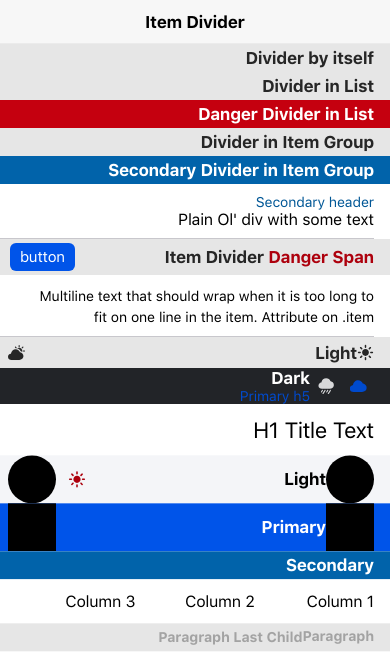 Item Divider
Divider by itself
Divider in List
Danger Divider in List
Divider in Item Group
Secondary Divider in Item Group
Secondary header
Plain Ol' div with some text
button Item Divider Danger Span
Multiline text that should wrap when it is too long to
fit on one line in the item. Attribute on .item
Light
Dark
Primary h5
H1 Title Text
Light
Primary
Secondary
Column 3 Column 2 Column 1
Paragraph Last ChildParagraph